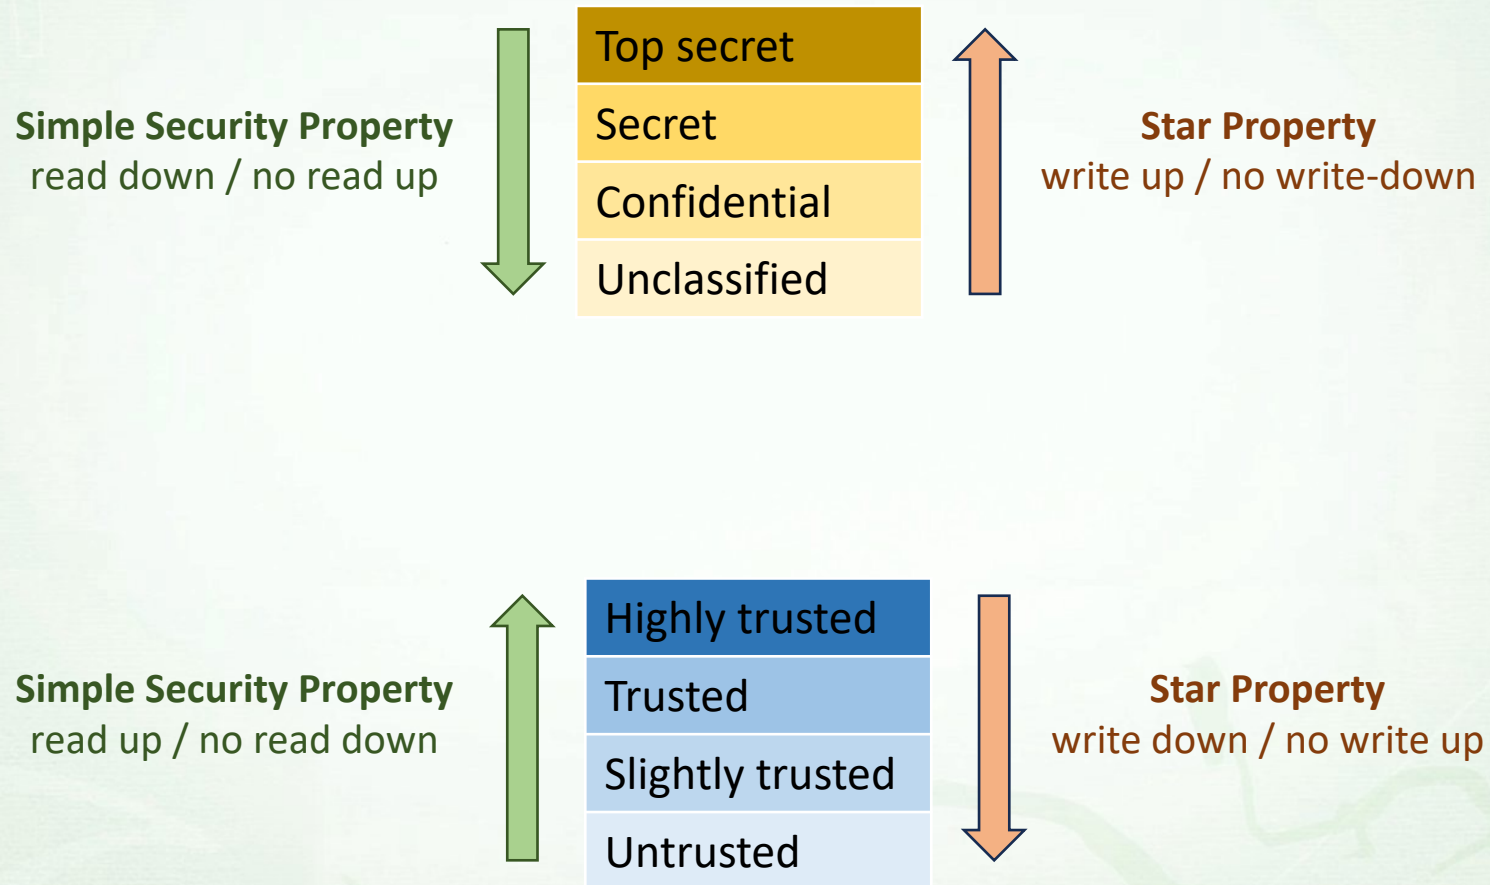 Top secret
Simple Security Property
read down / no read up
Secret
Star Property
write up / no write-down
Confidential
Unclassified
Highly trusted
Simple Security Property
read up / no read down
Trusted
Star Property
write down / no write up
Slightly trusted
Untrusted